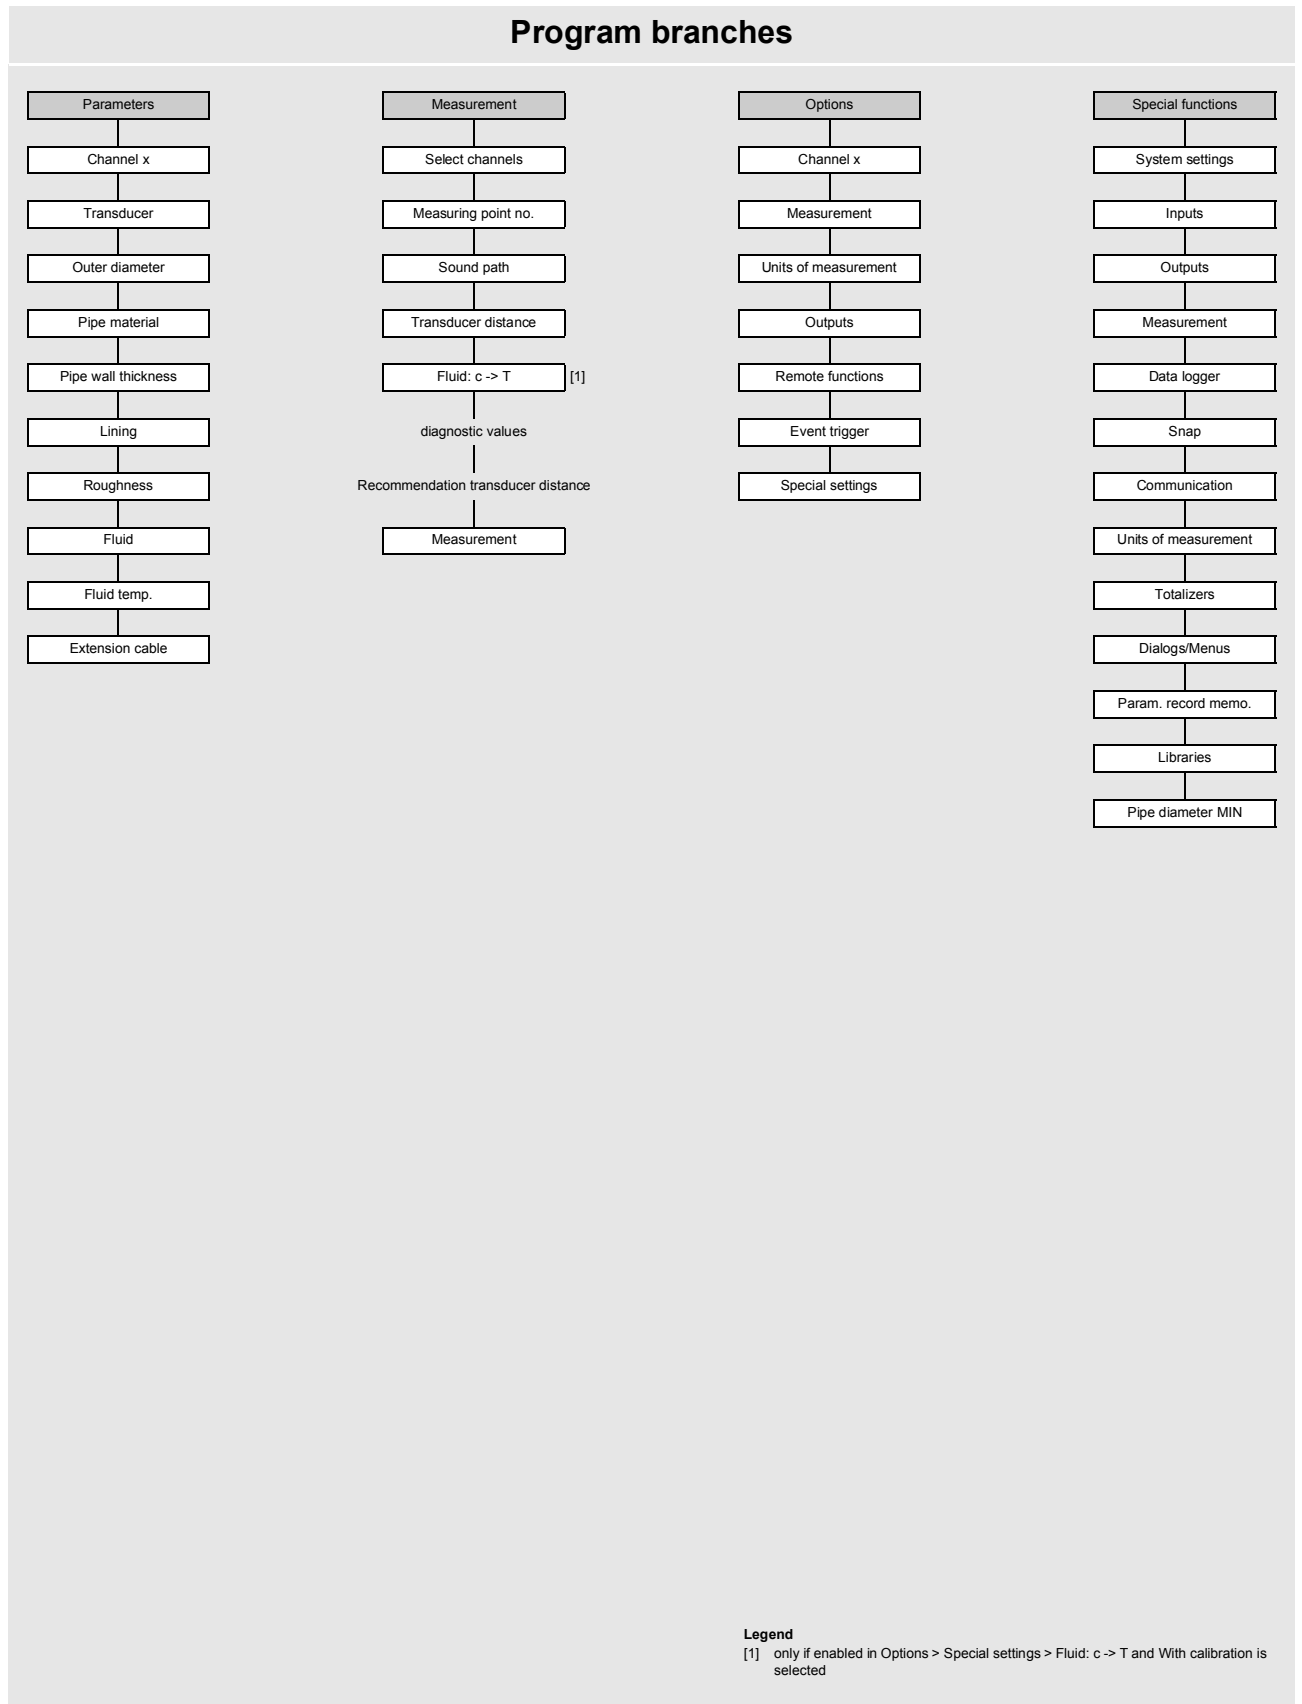 Program branches
Parameters
Channel x
Transducer
Outer diameter
Pipe material
Pipe wall thickness
Lining
Roughness
Fluid
Fluid temp.
Extension cable
Measurement
Select channels
Measuring point no.
Sound path
Transducer distance
Fluid: c -> T
[1]
diagnostic values
Recommendation transducer distance
Measurement
Options
Channel x
Measurement
Units of measurement
Outputs
Remote functions
Event trigger
Special settings
Special functions
System settings
Inputs
Outputs
Measurement
Data logger
Snap
Communication
Units of measurement
Totalizers
Dialogs/Menus
Param. record memo.
Libraries
Pipe diameter MIN
Legend
[1] only if enabled in Options > Special settings > Fluid: c -> T and With calibration is
selected